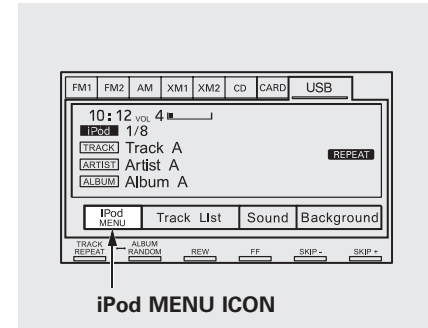 FM1 FM2 AM XM1 XM2 CD CARD USB
10:12 VOL 4
iPod 1/8
TRACK Track A
REPEAT
ARTIST Artist A
ALBUM Album A
iPod MENU Track LIst Sound Background
TRACK REPEAT ALBUM RANDOM REW FF SKIP - SKIP +
iPod MENU ICON